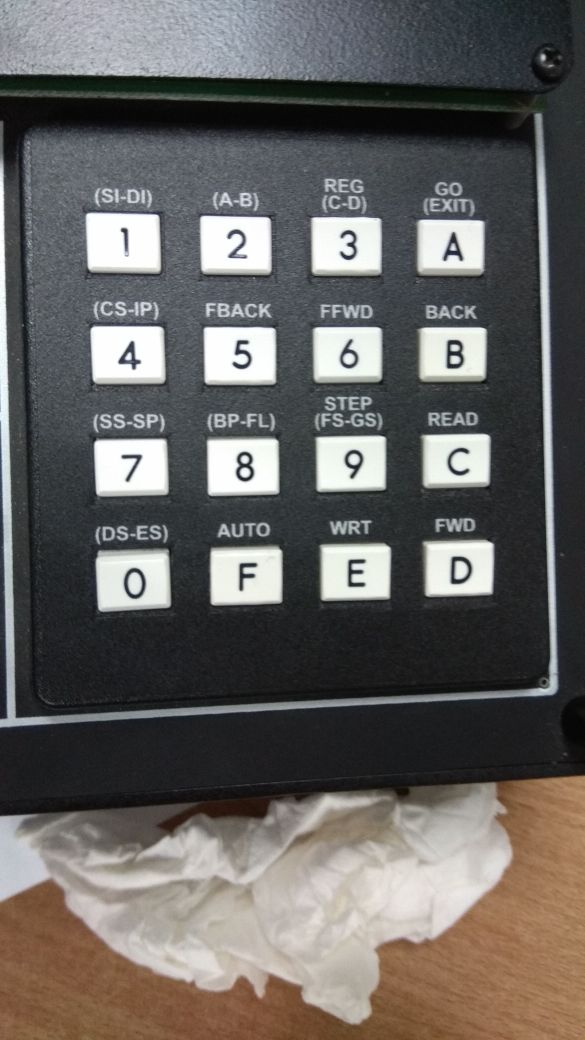 (SI-DI) (A-B) REG (C-D) GO (EXIT)
1 2 3 A
(CS-IP) FBACK FFWD BACK
4 5 6 B
(SS-SP) (BP-FL) STEP (FS-GS) READ
7 8 9 C
(DS-ES) AUTO WRT FWD
0 F E D